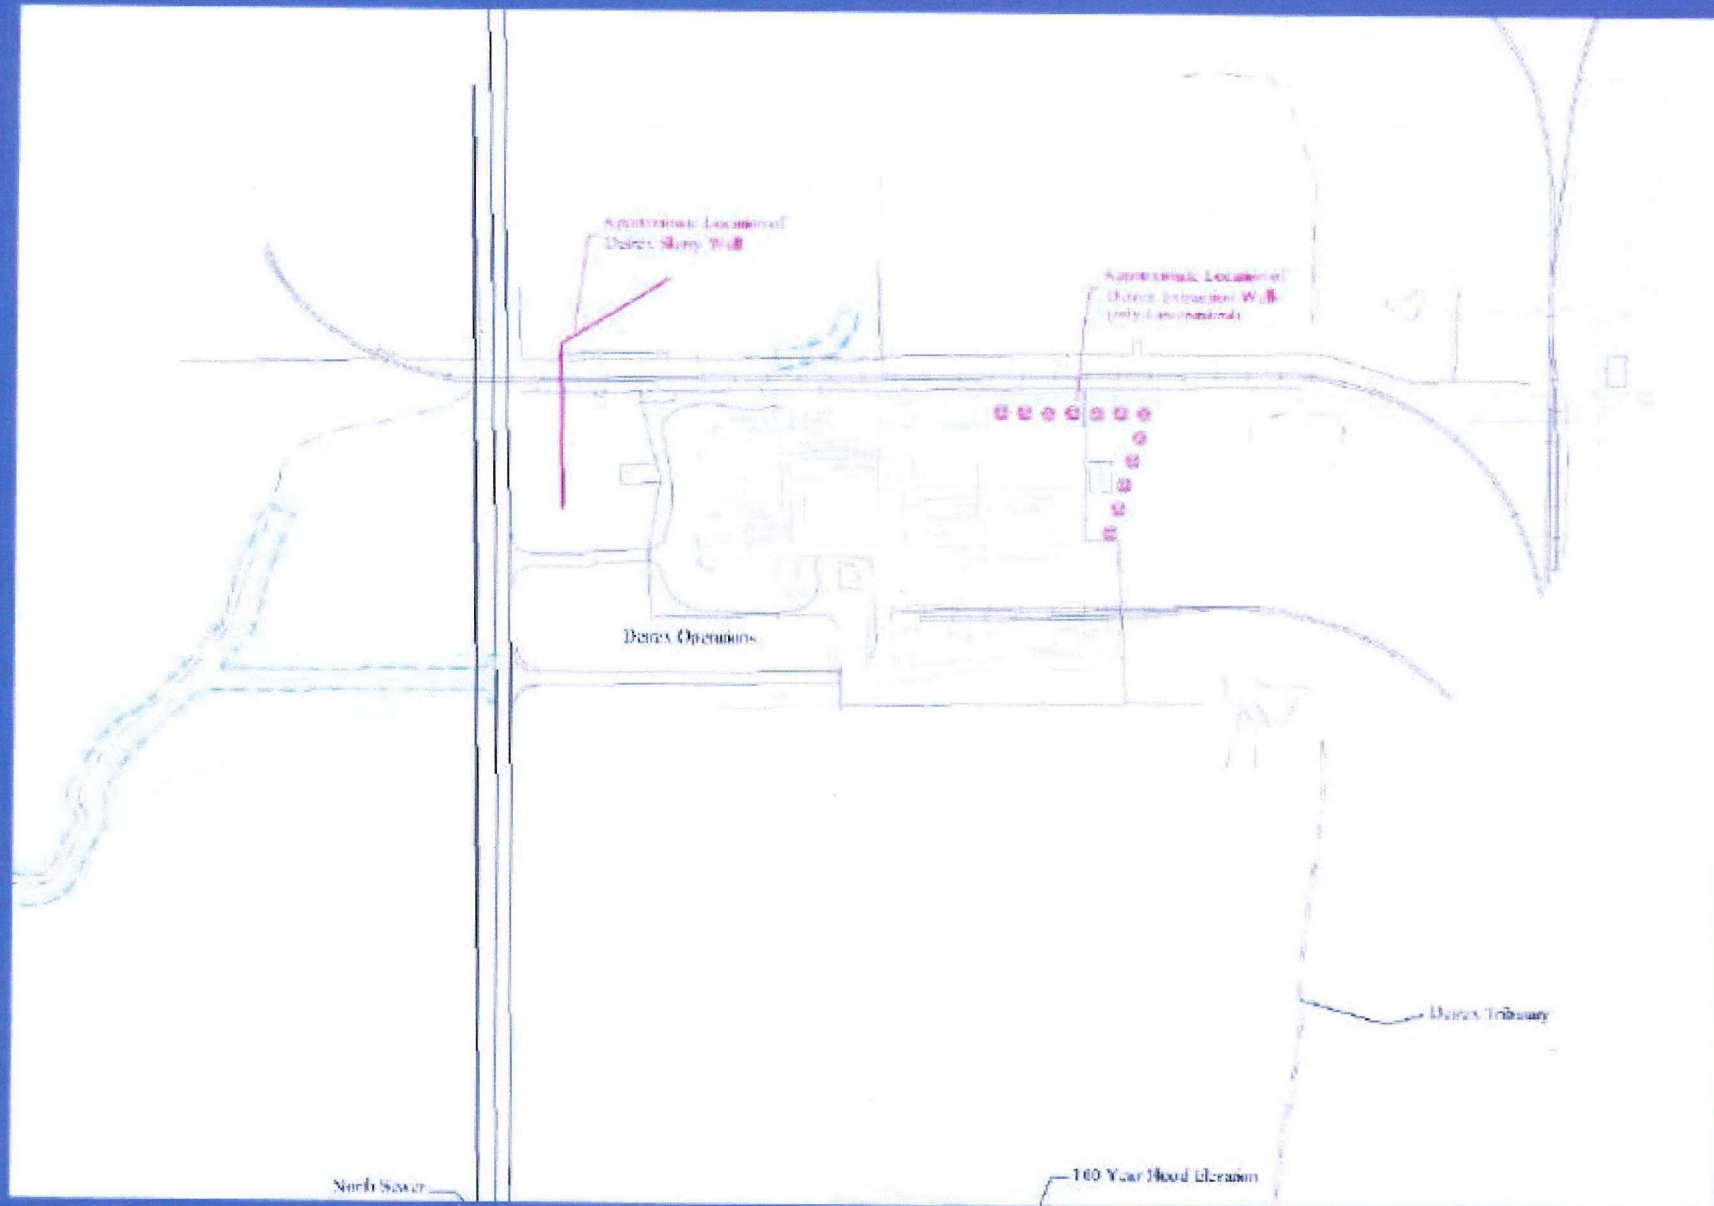 Approximate Location of
Detrex Slurry Wall
Approximate Location of
Detrex Extraction Wells
Detrex Operations
Detrex Tributary
100 Year Flood Elevation
North Sewer